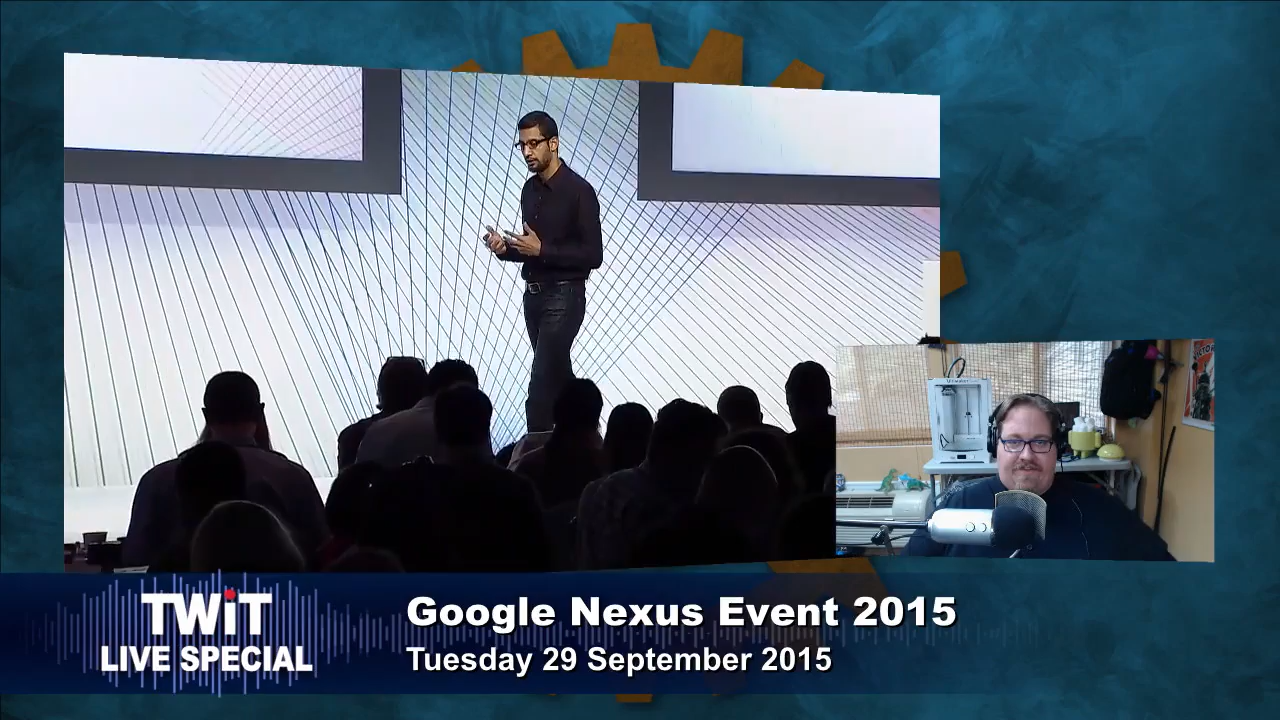 TWiT
LIVE SPECIAL
Google Nexus Event 2015
Tuesday 29 September 2015